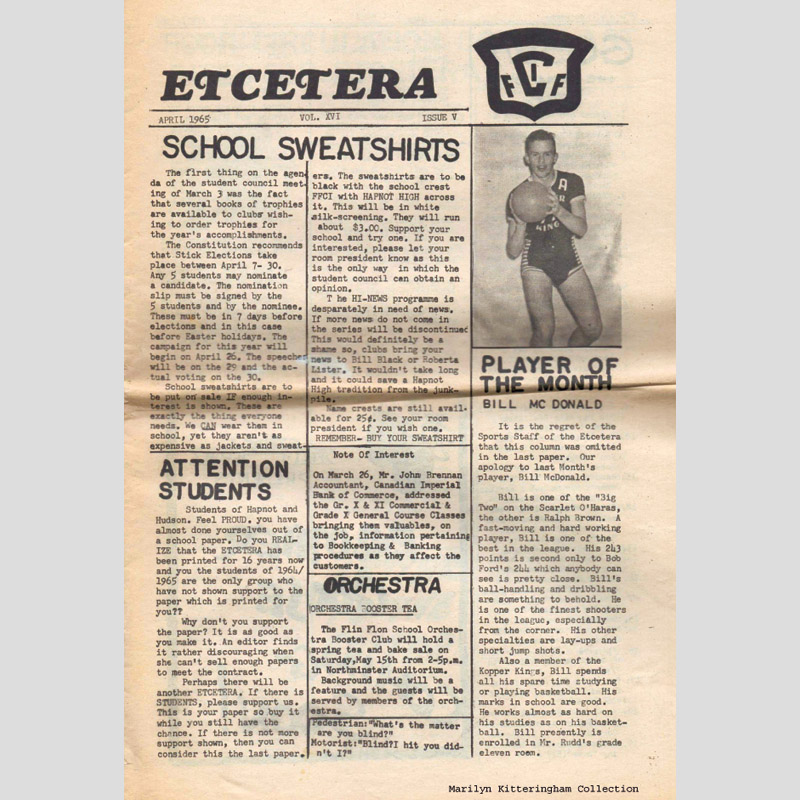 ETCETERA
FCIF
APRIL 1965 VOL. XVI ISSUE V
SCHOOL SWEATSHIRTS
The first thing on the agen-
da of the student council meet-
ing of March 3 was the fact
that several books of trophies
are available to clubs wish-
ing to order trophies for
the year's accomplishments.
The Constitution recommends
that Stick Elections take
place between April 7- 30.
Any 5 students may nominate
a candidate. The nomination
slip must be signed by the
5 students and by the nominee.
These must be in 7 days before
elections and in this case
before Easter holidays. The
campaign for this year will
begin on April 26. The speeches
will be on the 29 and the ac-
tual voting on the 30.
School sweatshirts are to
be put on sale IF enough in-
terest is shown. These are
exactly the thing everyone
needs. We CAN wear them in
school, yet they aren't as
expensive as jackets and sweat-
ers. The sweatshirts are to be
black with the school crest
FFCI with HAPNOT HIGH across
it. This will be in white
silk-screening. They will run
about $3.00. Support your
school and try one. If you are
interested, please let your
room president know as this
is the only way in which the
student council can obtain an
opinion.
T he HI-NEWS programme is
desparately in need of news.
If more news do not come in
the series will be discontinued
This would definitely be a
shame so, clubs bring your
news to Bill Black or Roberta
Lister. It wouldn't take long
and it could save a Hapnot
High tradition from the junk-
pile.
Name crests are still avail-
able for 25¢. See your room
president if you wish one.
REMEMBER- BUY YOUR SWEATSHIRT
ATTENTION
STUDENTS
Students of Hapnot and
Hudson. Feel PROUD, you have
almost done yourselves out of
a school paper. Do you REAL-
IZE that the ETCETERA has
been printed for 16 years now
and you the students of 1964/
1965 are the only group who
have not shown support to the
paper which is printed for
you??
Why don't you support
the paper? It is as good as
you make it. An editor finds
it rather discouraging when
she can't sell enough papers
to meet the contract.
Perhaps there will be
another ETCETERA. If there is
STUDENTS, please support us.
This is your paper so buy it
while you still have the
chance. If there is not more
support shown, then you can
consider this the last paper.
Note Of Interest
On March 26, Mr. John Brennan
Accountant, Canadian Imperial
Bank of Commerce, addressed
the Gr. X & XI Commercial &
Grade X General Course Classes
bringing them valuables, on
the job, information pertaining
to Bookkeeping & Banking
procedures as they affect the
customers.
ORCHESTRA
ORCHESTRA BOOSTER TEA
The Flin Flon School Orches-
tra Booster Club will hold a
spring tea and bake sale on
Saturday,May 15th from 2-5p.m.
in Northminster Auditorium.
Background music will be a
feature and the guests will be
served by members of the orch-
estra.
Pedestrian:"What's the matter
are you blind?"
Motorist:"Blind?I hit you did-
n't I?"
A
KINGS
PLAYER OF
THE MONTH
BILL MC DONALD
It is the regret of the
Sports Staff of the Etcetera
that this column was omitted
in the last paper. Our
apology to last Month's
player, Bill McDonald.
Bill is one of the "Big
Two" on the Scarlet O'Haras,
the other is Ralph Brown. A
fast-moving and hard working
player, Bill is one of the
best in the league. His 243
points is second only to Bob
Ford's 244 which anybody can
see is pretty close. Bill's
ball-handling and dribbling
are something to behold. He
is one of the finest shooters
in the league, especially
from the corner. His other
specialties are lay-ups and
short jump shots.
Also a member of the
Kopper Kings, Bill spends
all his spare time studying
or playing basketball. His
marks in school are good.
He works almost as hard on
his studies as on his basket-
ball. Bill presently is
enrolled in Mr. Rudd's grade
eleven room.
Marilyn Kitteringham Collection